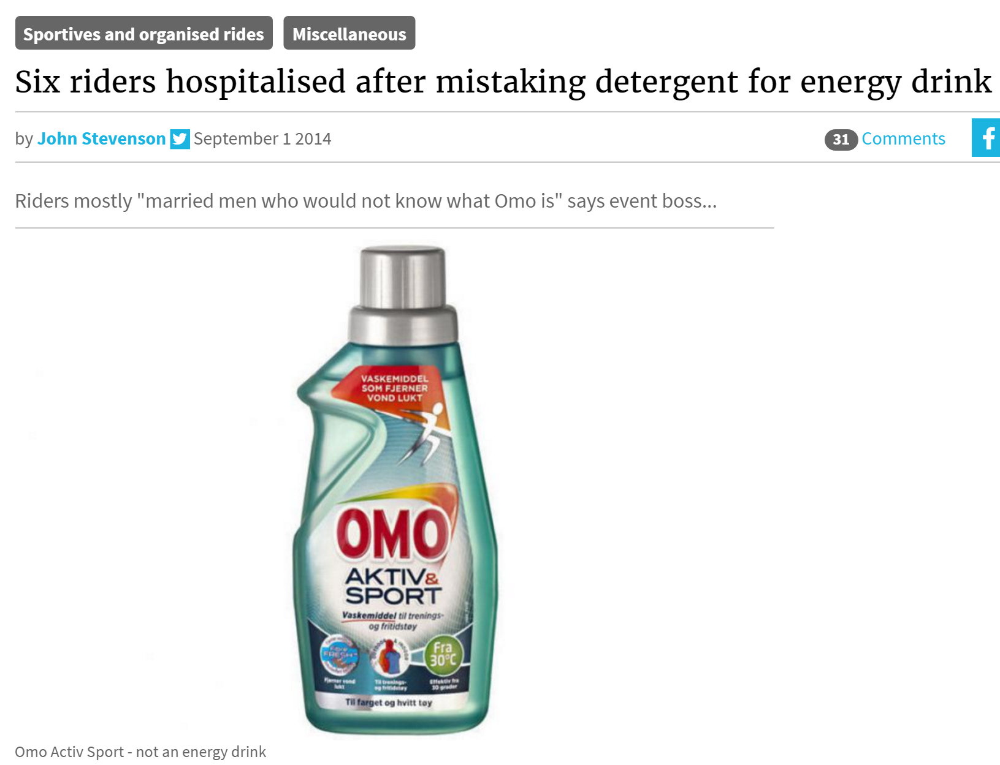 Sportives and organised rides Miscellaneous
Six riders hospitalised after mistaking detergent for energy drink
by John Stevenson September 1 2014 31 Comments
Riders mostly "married men who would not know what Omo is" says event boss...
VASKEMIDDEL
SOM FJERNER
VOND LUKT
OMO
AKTIV&
SPORT
Vaskemiddel til trenings-
og fritidstøy
FRESH
Fra
30°C
Fjerner vond
lukt
Til trenings-
og fritidstøy
Effektiv fra
30 grader
Til farget og hvitt tøy
Omo Activ Sport - not an energy drink